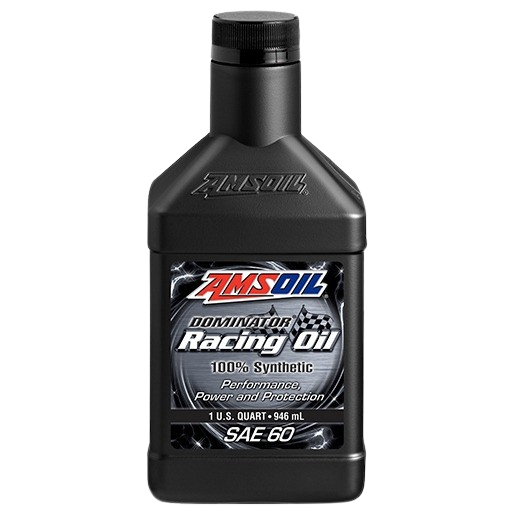 AMSOIL
AMSOIL
DOMINATOR
Racing Oil
100% Synthetic
Performance,
Power and Protection
1 U.S. QUART • 946 mL
SAE 60